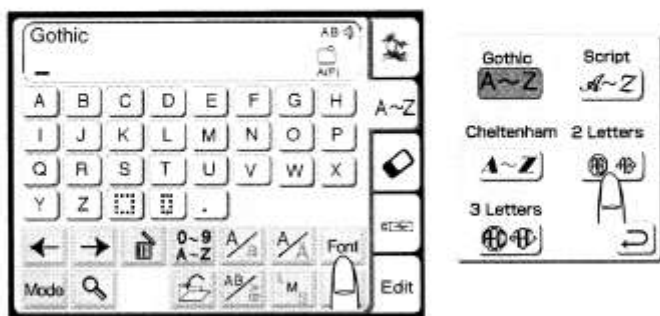 Gothic
AB
A(F)
A B C D E F G H
I J K L M N O P
Q R S T U V W X
Y Z .
0~9
A~Z
A/a
A/A
Font
Mode
AB
M
A~Z
Edit
Gothic Script
A~Z A~Z
Cheltenham 2 Letters
A~Z
3 Letters